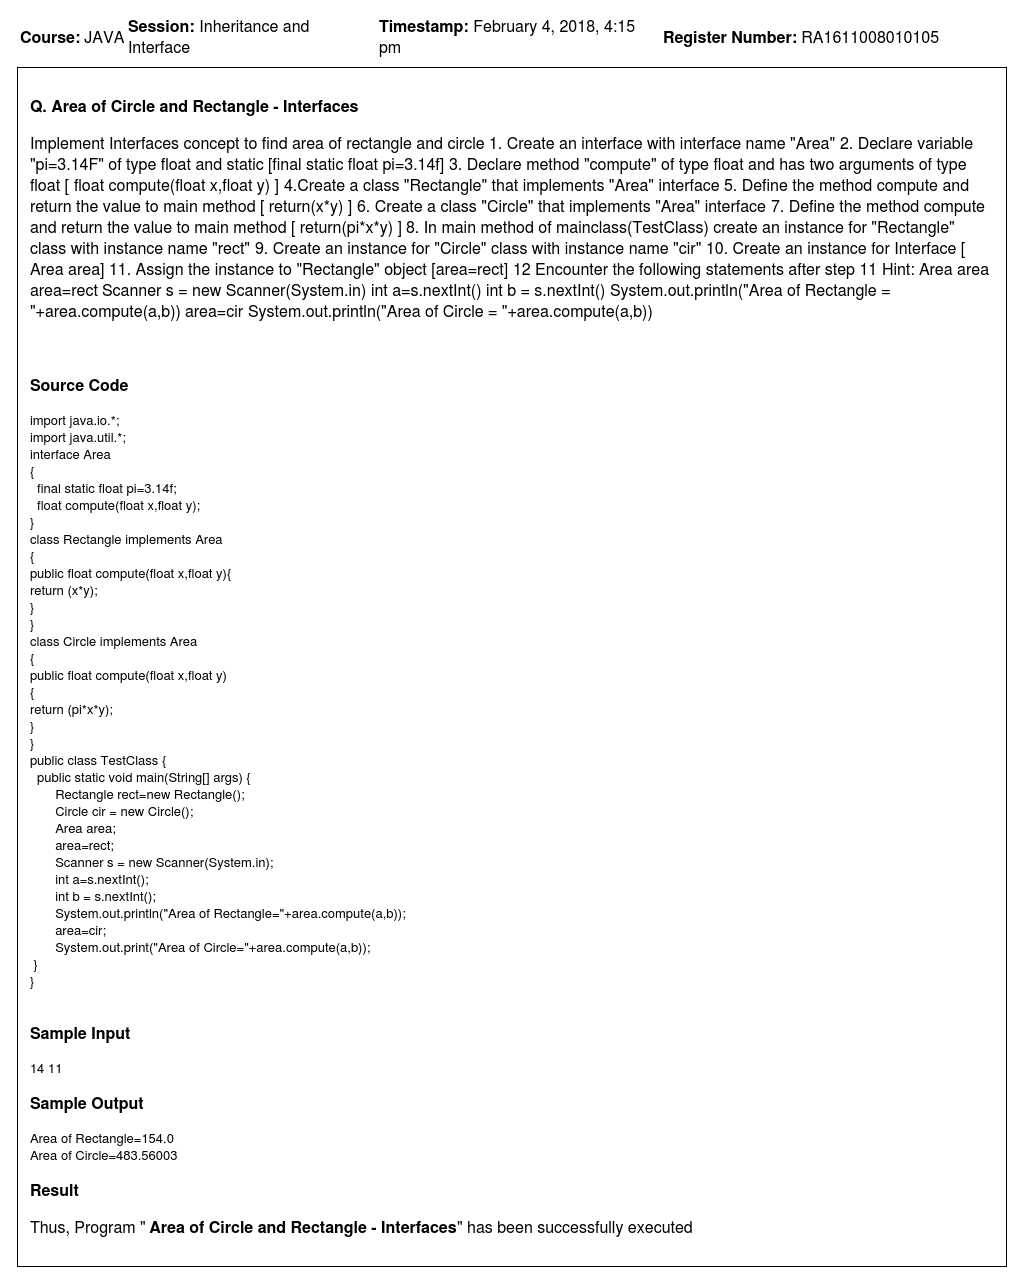 Course: JAVA Session: Inheritance and Interface Timestamp: February 4, 2018, 4:15 pm Register Number: RA1611008010105
Q. Area of Circle and Rectangle - Interfaces
Implement Interfaces concept to find area of rectangle and circle 1. Create an interface with interface name "Area" 2. Declare variable
"pi=3.14F" of type float and static [final static float pi=3.14f] 3. Declare method "compute" of type float and has two arguments of type
float [ float compute(float x,float y) ] 4.Create a class "Rectangle" that implements "Area" interface 5. Define the method compute and
return the value to main method [ return(x*y) ] 6. Create a class "Circle" that implements "Area" interface 7. Define the method compute
and return the value to main method [ return(pi*x*y) ] 8. In main method of mainclass(TestClass) create an instance for "Rectangle"
class with instance name "rect" 9. Create an instance for "Circle" class with instance name "cir" 10. Create an instance for Interface [
Area area] 11. Assign the instance to "Rectangle" object [area=rect] 12 Encounter the following statements after step 11 Hint: Area area
area=rect Scanner s = new Scanner(System.in) int a=s.nextInt() int b = s.nextInt() System.out.println("Area of Rectangle =
"+area.compute(a,b)) area=cir System.out.println("Area of Circle = "+area.compute(a,b))
Source Code
import java.io.*;
import java.util.*;
interface Area
{
final static float pi=3.14f;
float compute(float x,float y);
}
class Rectangle implements Area
{
public float compute(float x,float y){
return (x*y);
}
}
class Circle implements Area
{
public float compute(float x,float y)
{
return (pi*x*y);
}
}
public class TestClass {
public static void main(String[] args) {
Rectangle rect=new Rectangle();
Circle cir = new Circle();
Area area;
area=rect;
Scanner s = new Scanner(System.in);
int a=s.nextInt();
int b = s.nextInt();
System.out.println("Area of Rectangle="+area.compute(a,b));
area=cir;
System.out.print("Area of Circle="+area.compute(a,b));
}
}
Sample Input
14 11
Sample Output
Area of Rectangle=154.0
Area of Circle=483.56003
Result
Thus, Program " Area of Circle and Rectangle - Interfaces" has been successfully executed